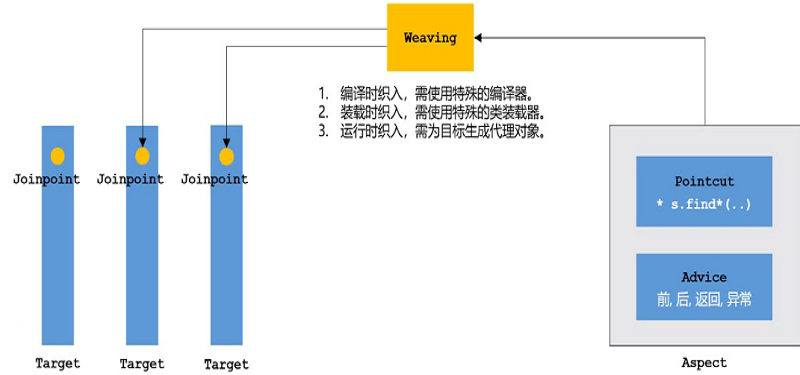 Weaving
1. 编译时织入，需使用特殊的编译器。
2. 装载时织入，需使用特殊的类装载器。
3. 运行时织入，需为目标生成代理对象。
Joinpoint Joinpoint Joinpoint
Pointcut
* s.find*(..)
Advice
前, 后, 返回, 异常
Target Target Target
Aspect